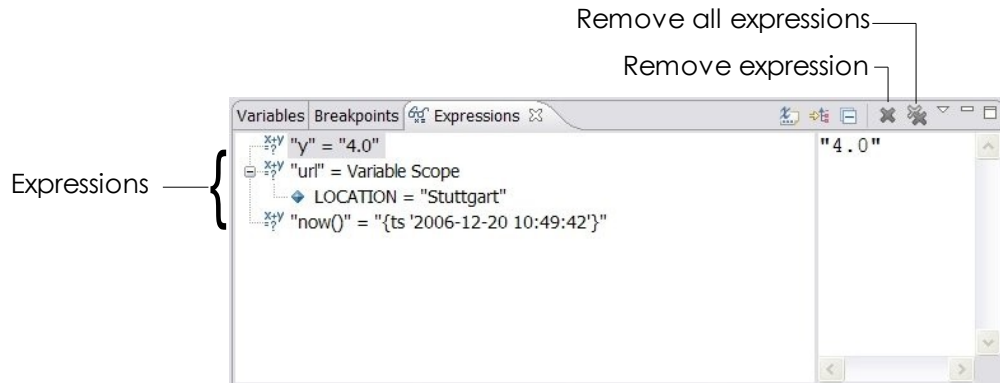 Remove all expressions
Remove expression
Variables Breakpoints Expressions
"y" = "4.0"
"url" = Variable Scope
LOCATION = "Stuttgart"
"now()" = "{ts '2006-12-20 10:49:42'}"
"4.0"
Expressions